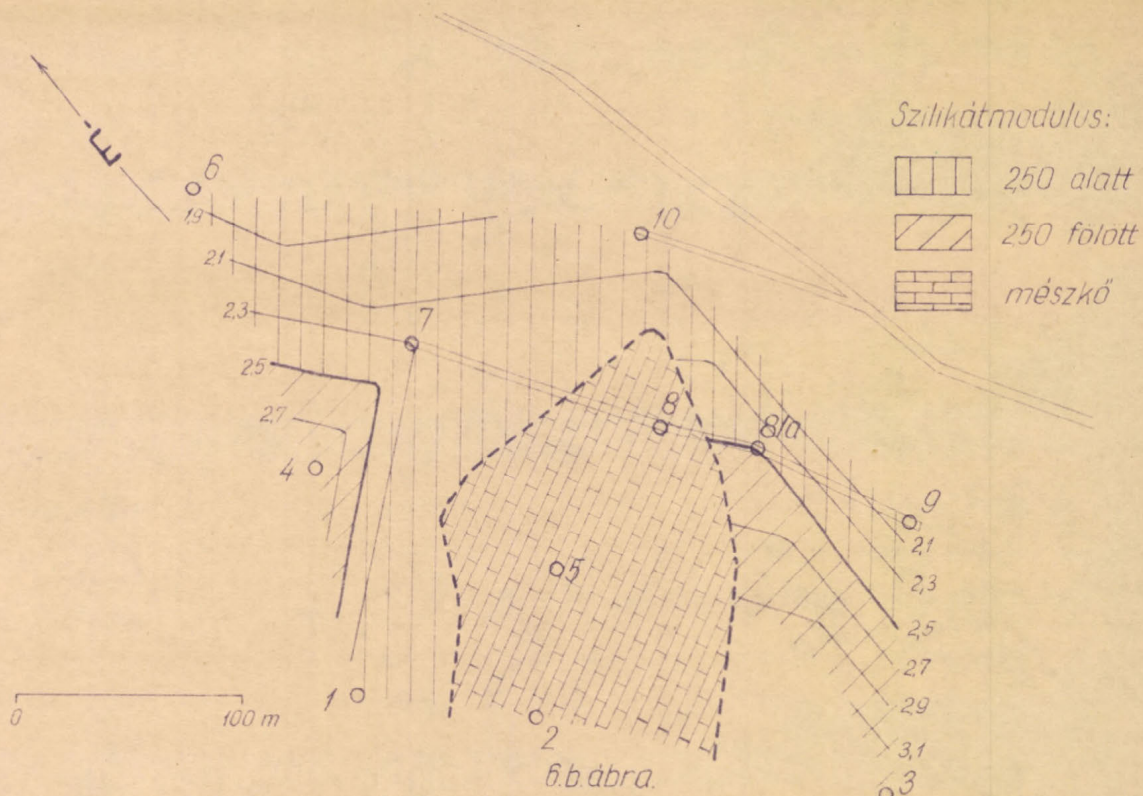 Szilikátmodulus:
2,50 alatt
2,50 fölött
mészkő
É
6
1,9
2,1
2,3
2,5
2,7
7
4
10
8
8/a
9
2,1
2,3
2,5
2,7
2,9
3,1
3
5
1
2
0
100 m
6.b.ábra.